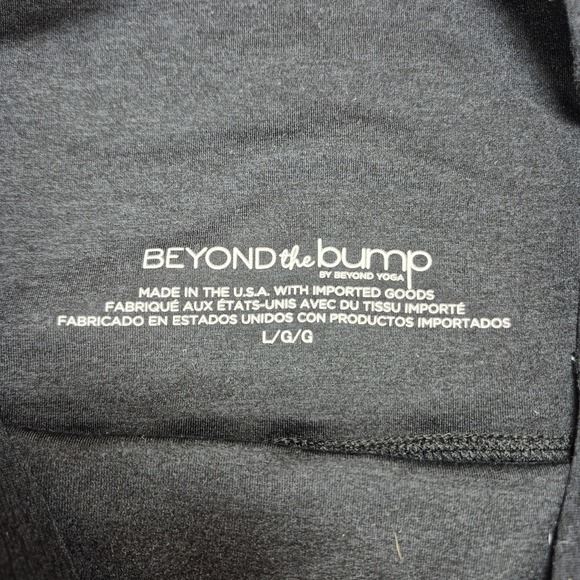 BEYOND the bump
BY BEYOND YOGA
MADE IN THE U.S.A. WITH IMPORTED GOODS
FABRIQUÉ AUX ÉTATS-UNIS AVEC DU TISSU IMPORTÉ
FABRICADO EN ESTADOS UNIDOS CON PRODUCTOS IMPORTADOS
L/G/G